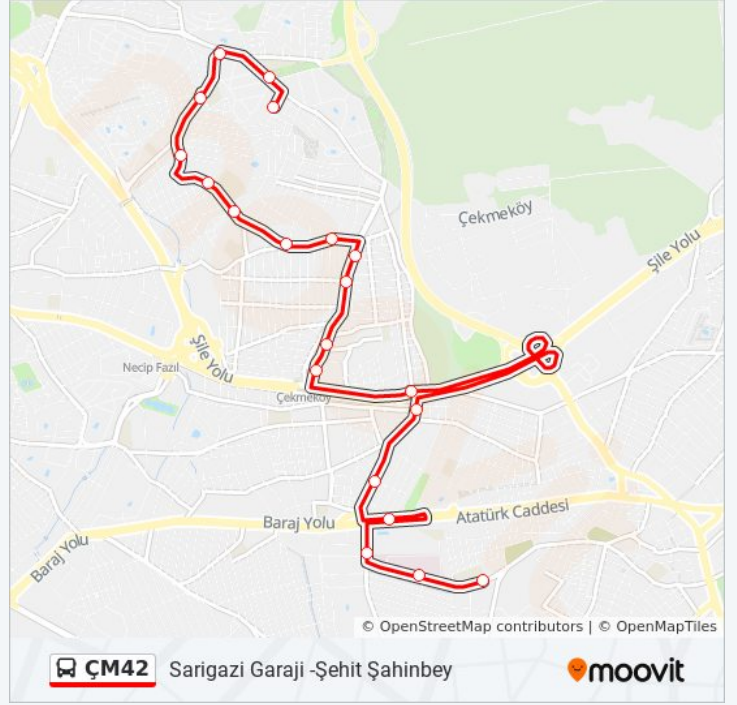 Çekmeköy
Şile Yolu
Şile Yolu
Necip Fazıl
Çekmeköy
Baraj Yolu
Atatürk Caddesi
Baraj Yolu
© OpenStreetMap contributors | © OpenMapTiles
ÇM42 Sarigazi Garaji -Şehit Şahinbey moovit